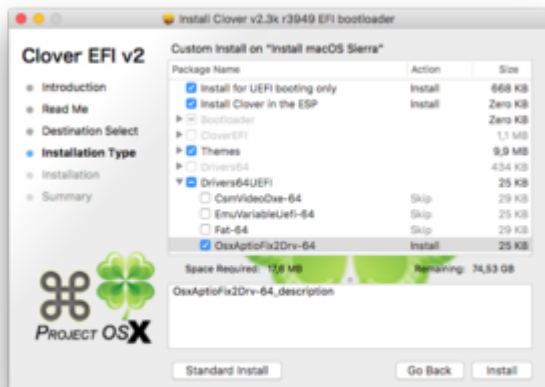 Install Clover v2.3k r3949 EFI bootloader
Clover EFI v2
Custom Install on "Install macOS Sierra"
Package Name Action Size
Install for UEFI booting only Install 668 KB
Install Clover in the ESP Install Zero KB
Bootloader Zero KB
CloverEFI 1,1 MB
Themes 9,9 MB
Drivers64 434 KB
Drivers64UEFI 25 KB
CsmVideoDxe-64 Skip 29 KB
EmuVariableUefi-64 Skip 25 KB
Fat-64 Skip 29 KB
OsxAptioFix2Drv-64 Install 25 KB
Space Required: 17,6 MB Remaining: 74,53 GB
OsxAptioFix2Drv-64_description
Introduction
Read Me
Destination Select
Installation Type
Installation
Summary
PROJECT OSX
Standard Install Go Back Install